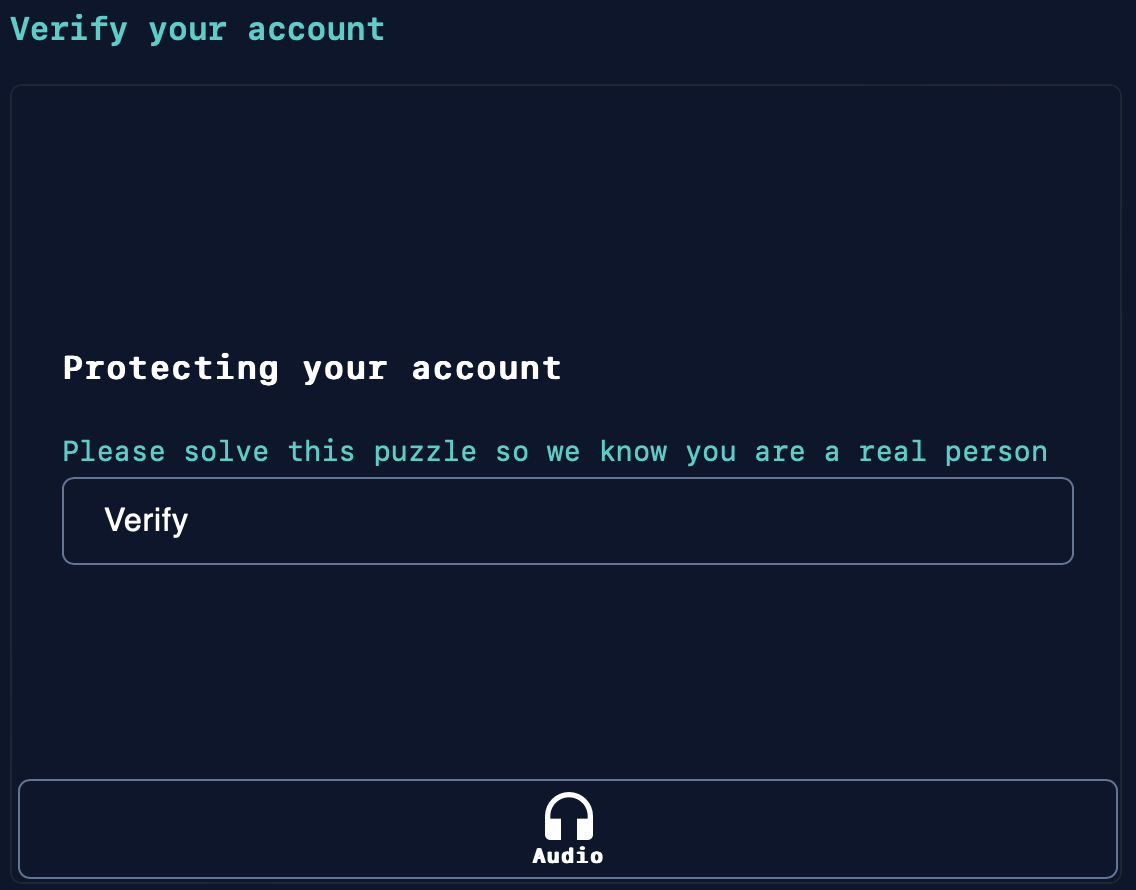 Verify your account
Protecting your account
Please solve this puzzle so we know you are a real person
Verify
Audio